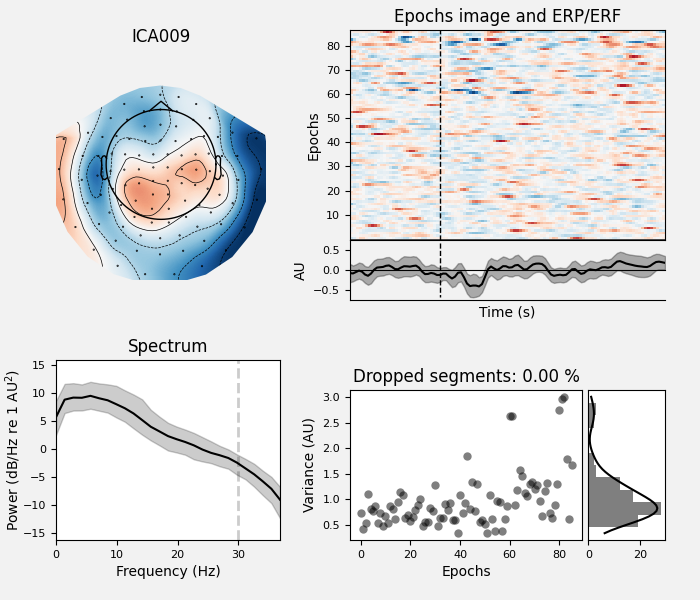 ICA009
Epochs image and ERP/ERF
Epochs
80
70
60
50
40
30
20
10
AU
0.5
0.0
−0.5
Time (s)
Spectrum
Power (dB/Hz re 1 AU²)
15
10
5
0
−5
−10
−15
0 10 20 30
Frequency (Hz)
Dropped segments: 0.00 %
Variance (AU)
3.0
2.5
2.0
1.5
1.0
0.5
0 20 40 60 80
Epochs
0 20